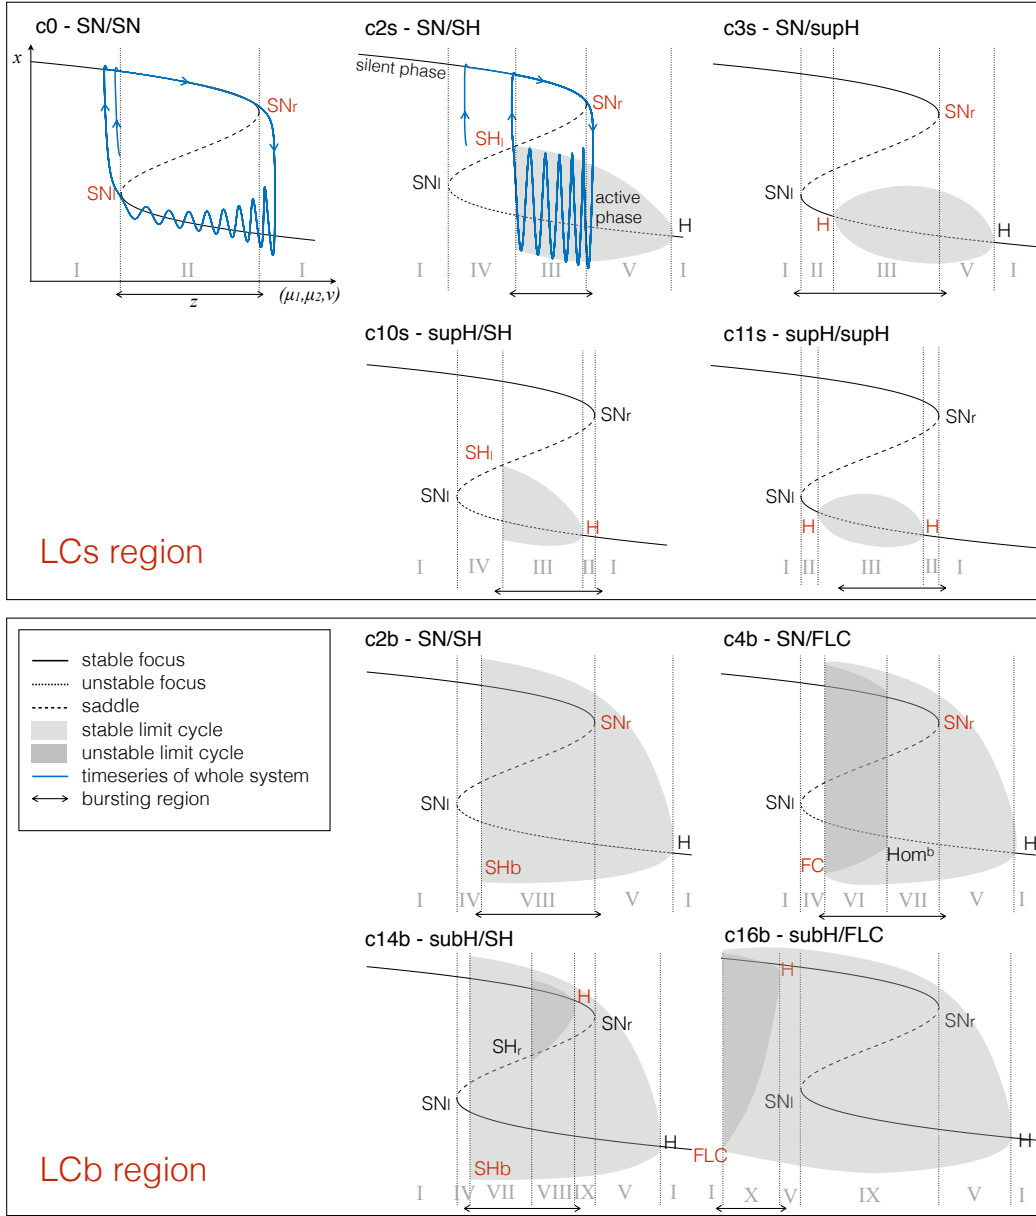 c0 - SN/SN
x
SNr
SNl
I II I
z
(μ1,μ2,ν)
c2s - SN/SH
silent phase
SNr
SHl
SNl
active
phase
H
I IV III V I
c3s - SN/supH
SNr
SNl
H
H
I II III V I
c10s - supH/SH
SNr
SHl
SNl
H
I IV III II I
c11s - supH/supH
SNr
SNl
H
H
I II III II I
LCs region
stable focus
unstable focus
saddle
stable limit cycle
unstable limit cycle
timeseries of whole system
bursting region
c2b - SN/SH
SNr
SNl
H
SHb
I IV VIII V I
c4b - SN/FLC
SNr
SNl
H
Homᵇ
FC
I IV VI VII V I
c14b - subH/SH
H
SNr
SHr
SNl
H
SHb
I IV VII VIII IX V I
c16b - subH/FLC
H
SNr
SNl
H
FLC
I X V IX V I
LCb region